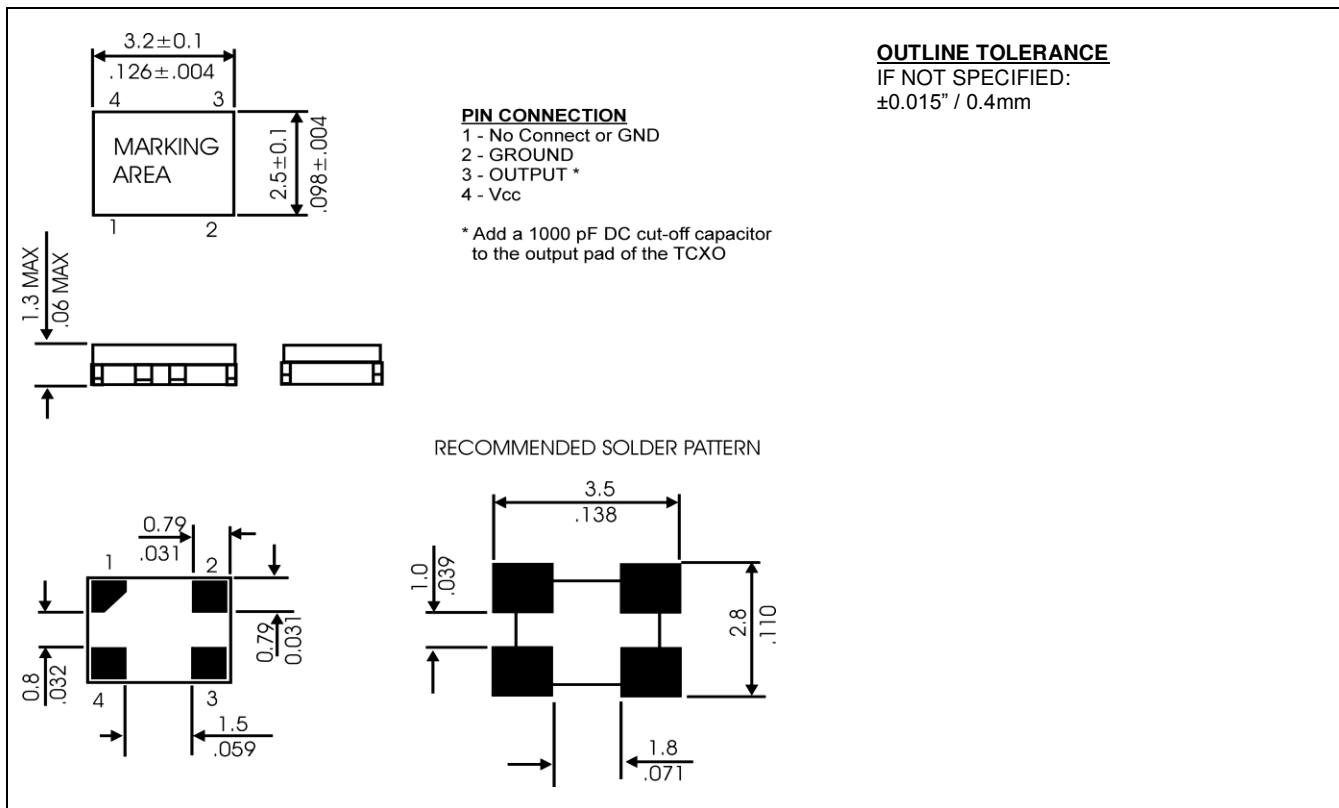 3.2±0.1
.126±.004
4 3
MARKING
AREA
1 2
2.5±0.1
.098±.004
PIN CONNECTION
1 - No Connect or GND
2 - GROUND
3 - OUTPUT *
4 - Vcc
* Add a 1000 pF DC cut-off capacitor
to the output pad of the TCXO
OUTLINE TOLERANCE
IF NOT SPECIFIED:
±0.015” / 0.4mm
1.3 MAX
.06 MAX
RECOMMENDED SOLDER PATTERN
0.79
.031
1 2
0.79
0.031
0.8
.032
4 3
1.5
.059
3.5
.138
1.0
.039
2.8
.110
1.8
.071